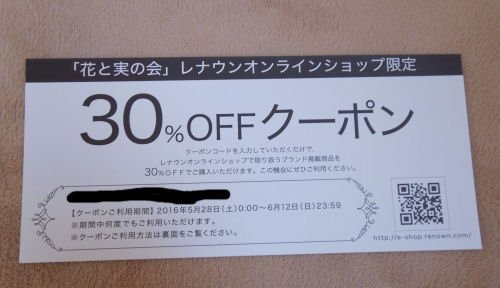 「花と実の会」レナウンオンラインショップ限定
30%OFFクーポン
クーポンコードを入力していただくだけで、
レナウンオンラインショップで取り扱うブランド掲載商品を
30%OFFでご購入いただけます。この機会にぜひご利用ください。
【クーポンご利用期間】2016年5月28日(土)0:00～6月12日(日)23:59
※期間中何度でもご利用いただけます。
※クーポンご利用方法は裏面をご覧ください。
http://e-shop.renown.com/